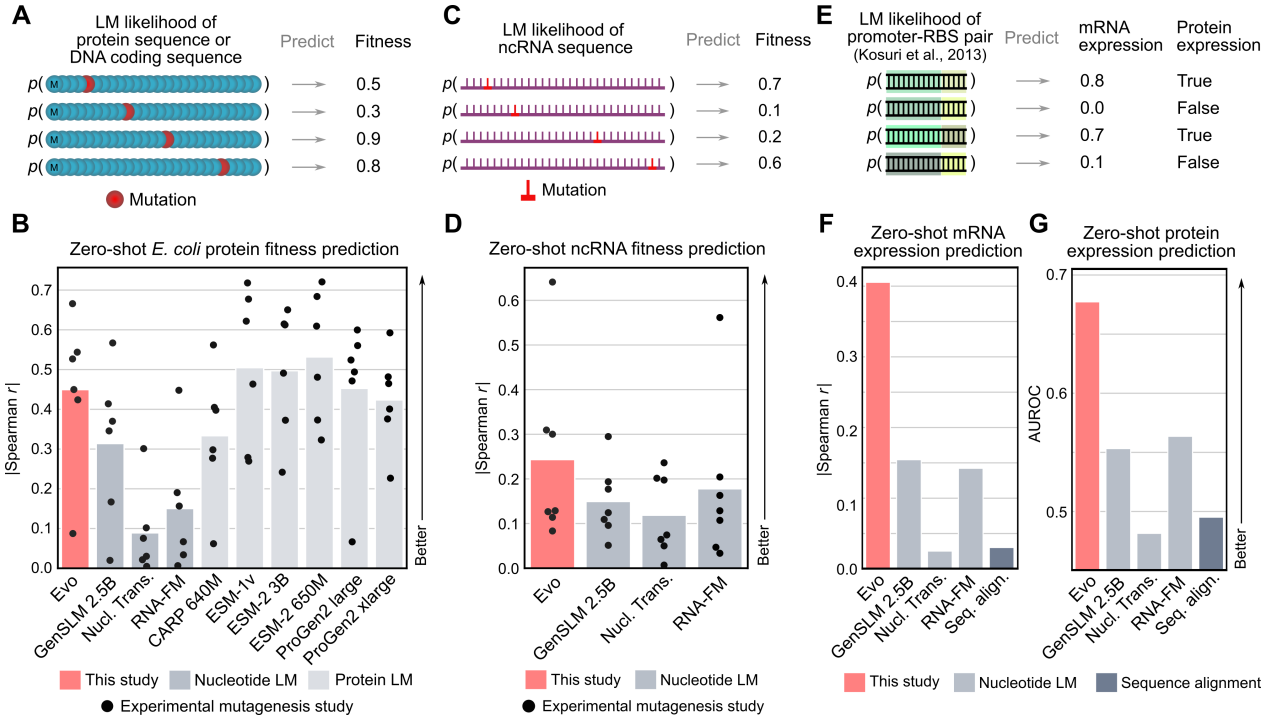 A
LM likelihood of
protein sequence or
DNA coding sequence
Predict
Fitness
p( M ) 0.5
p( M ) 0.3
p( M ) 0.9
p( M ) 0.8
Mutation
B
Zero-shot E. coli protein fitness prediction
|Spearman r|
0.7
0.6
0.5
0.4
0.3
0.2
0.1
0.0
Better
Evo
GenSLM 2.5B
Nucl. Trans.
RNA-FM
CARP 640M
ESM-1v
ESM-2 3B
ESM-2 650M
ProGen2 large
ProGen2 xlarge
This study
Nucleotide LM
Protein LM
Experimental mutagenesis study
C
LM likelihood of
ncRNA sequence
Predict
Fitness
p( ) 0.7
p( ) 0.1
p( ) 0.2
p( ) 0.6
Mutation
D
Zero-shot ncRNA fitness prediction
|Spearman r|
0.6
0.5
0.4
0.3
0.2
0.1
0.0
Better
Evo
GenSLM 2.5B
Nucl. Trans.
RNA-FM
This study
Nucleotide LM
Experimental mutagenesis study
E
LM likelihood of
promoter-RBS pair
(Kosuri et al., 2013)
Predict
mRNA
expression
Protein
expression
p( ) 0.8 True
p( ) 0.0 False
p( ) 0.7 True
p( ) 0.1 False
F
Zero-shot mRNA
expression prediction
|Spearman r|
0.4
0.3
0.2
0.1
0.0
Evo
GenSLM 2.5B
Nucl. Trans.
RNA-FM
Seq. align.
G
Zero-shot protein
expression prediction
AUROC
0.7
0.6
0.5
Better
Evo
GenSLM 2.5B
Nucl. Trans.
RNA-FM
Seq. align.
This study
Nucleotide LM
Sequence alignment